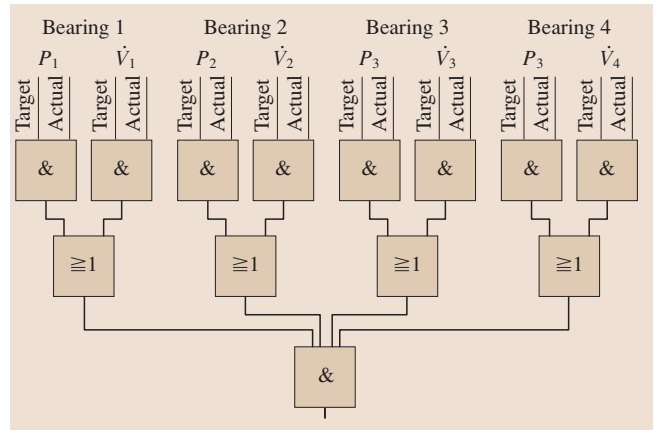 Bearing 1 Bearing 2 Bearing 3 Bearing 4
P1 V̇1 P2 V̇2 P3 V̇3 P3 V̇4
Target Actual Target Actual Target Actual Target Actual Target Actual Target Actual Target Actual Target Actual
& & & & & & & &
≧1 ≧1 ≧1 ≧1
&